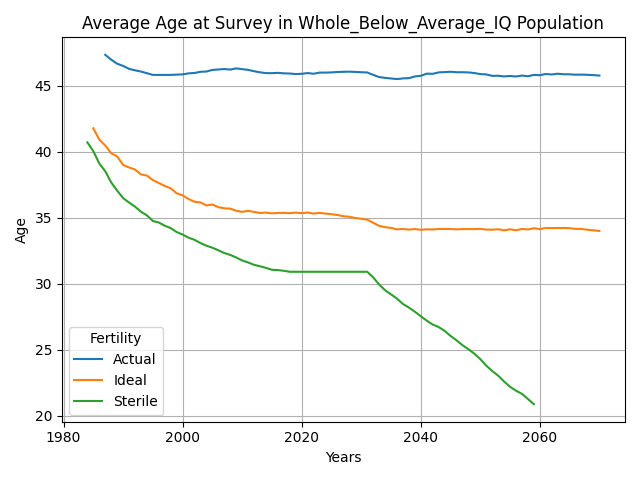 Average Age at Survey in Whole_Below_Average_IQ Population
45
40
35
30
25
20
Age
Fertility
Actual
Ideal
Sterile
1980
2000
2020
2040
2060
Years